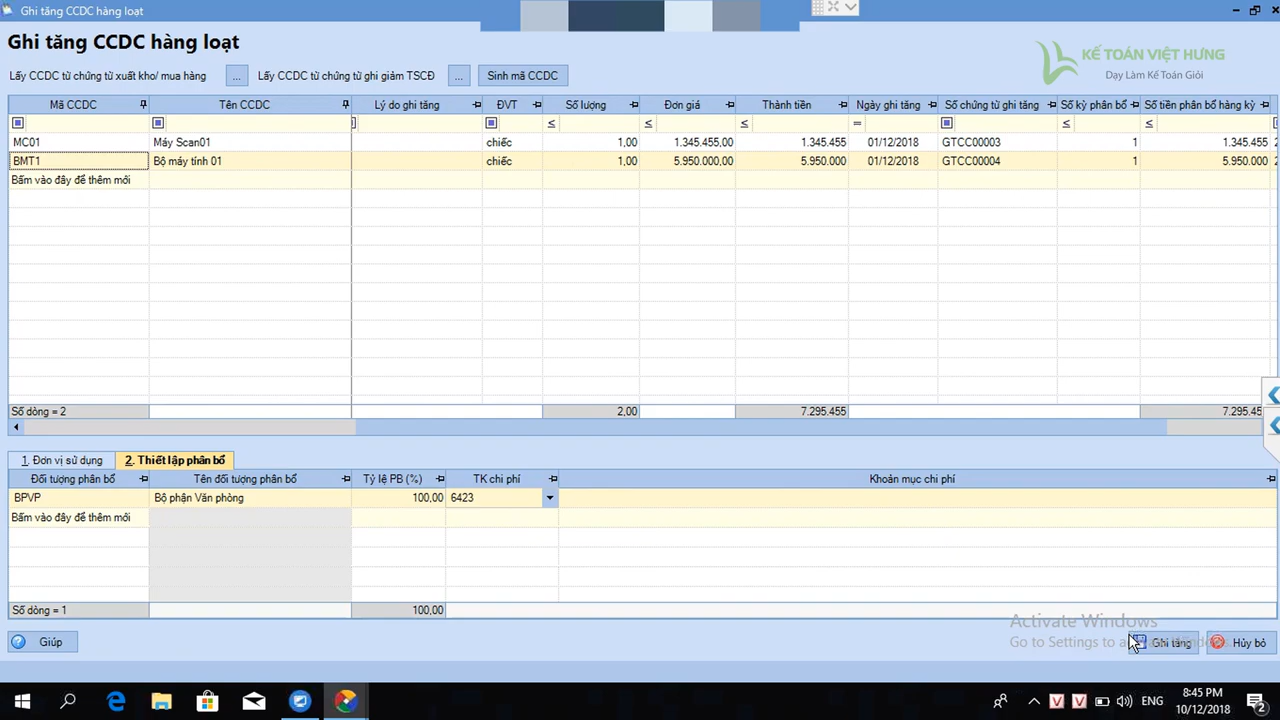 Ghi tăng CCDC hàng loạt
Ghi tăng CCDC hàng loạt
KẾ TOÁN VIỆT HƯNG
Dạy Làm Kế Toán Giỏi
Lấy CCDC từ chứng từ xuất kho/ mua hàng ... Lấy CCDC từ chứng từ ghi giảm TSCĐ ... Sinh mã CCDC
Mã CCDC Tên CCDC Lý do ghi tăng ĐVT Số lượng Đơn giá Thành tiền Ngày ghi tăng Số chứng từ ghi tăng Số kỳ phân bổ Số tiền phân bổ hàng kỳ
≤ ≤ ≤ = ≤ ≤
MC01 Máy Scan01 chiếc 1,00 1.345.455,00 1.345.455 01/12/2018 GTCC00003 1 1.345.455 2
BMT1 Bộ máy tính 01 chiếc 1,00 5.950.000,00 5.950.000 01/12/2018 GTCC00004 1 5.950.000 2
Bấm vào đây để thêm mới
Số dòng = 2 2,00 7.295.455 7.295.45
1. Đơn vị sử dụng 2. Thiết lập phân bổ
Đối tượng phân bổ Tên đối tượng phân bổ Tỷ lệ PB (%) TK chi phí Khoản mục chi phí
BPVP Bộ phận Văn phòng 100,00 6423
Bấm vào đây để thêm mới
Số dòng = 1 100,00
Activate Windows
Go to Settings to activate Windows.
Giúp Ghi tăng Hủy bỏ
ENG 8:45 PM
10/12/2018 2